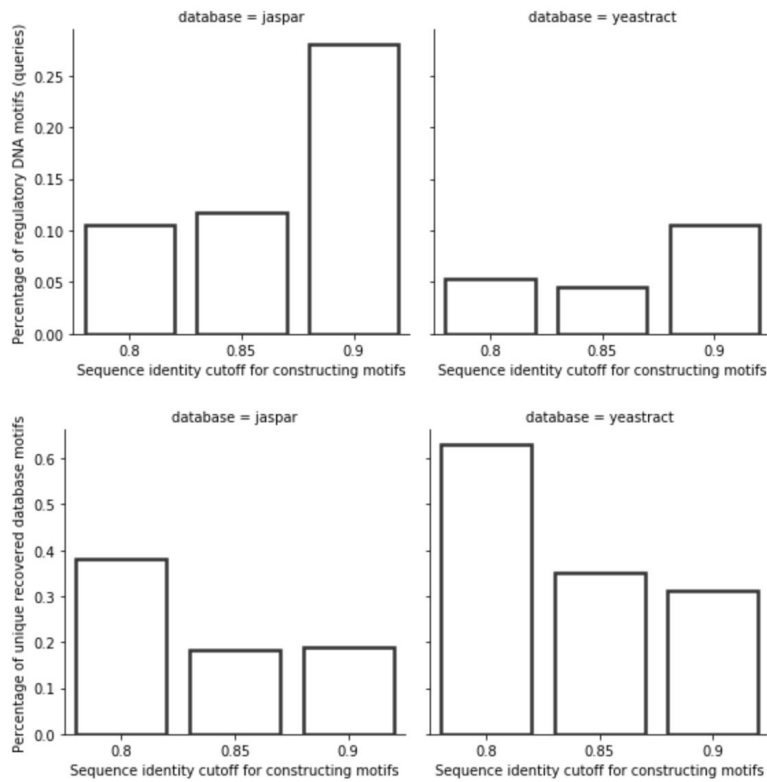 database = jaspar
database = yeastract
Percentage of regulatory DNA motifs (queries)
0.25
0.20
0.15
0.10
0.05
0.00
0.8
0.85
0.9
0.8
0.85
0.9
Sequence identity cutoff for constructing motifs
Sequence identity cutoff for constructing motifs
database = jaspar
database = yeastract
Percentage of unique recovered database motifs
0.6
0.5
0.4
0.3
0.2
0.1
0.0
0.8
0.85
0.9
0.8
0.85
0.9
Sequence identity cutoff for constructing motifs
Sequence identity cutoff for constructing motifs